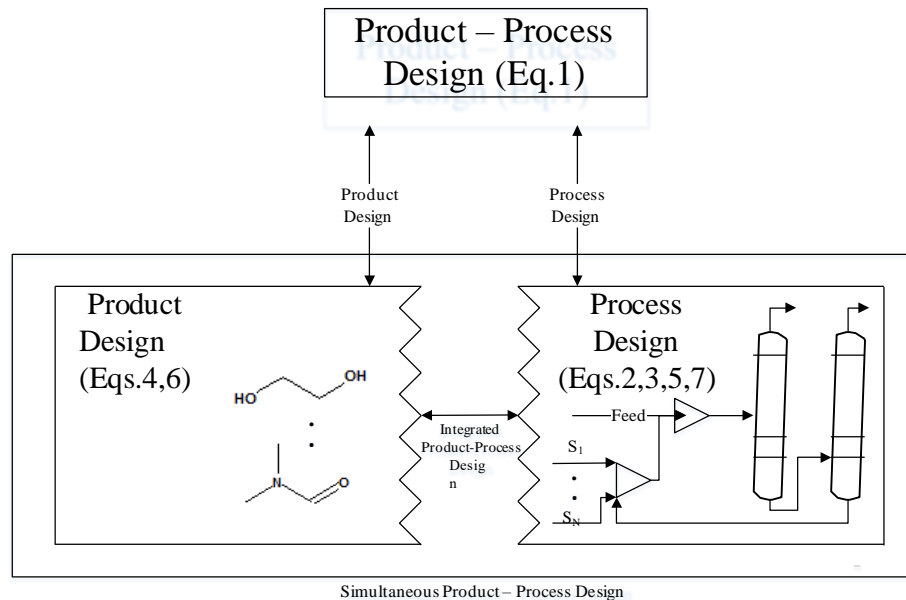 Product – Process
Design (Eq.1)
Product
Design
Process
Design
Product
Design
(Eqs.4,6)
HO
OH
N
O
Integrated
Product-Process
Desig
n
Process
Design
(Eqs.2,3,5,7)
Feed
S1
SN
Simultaneous Product – Process Design